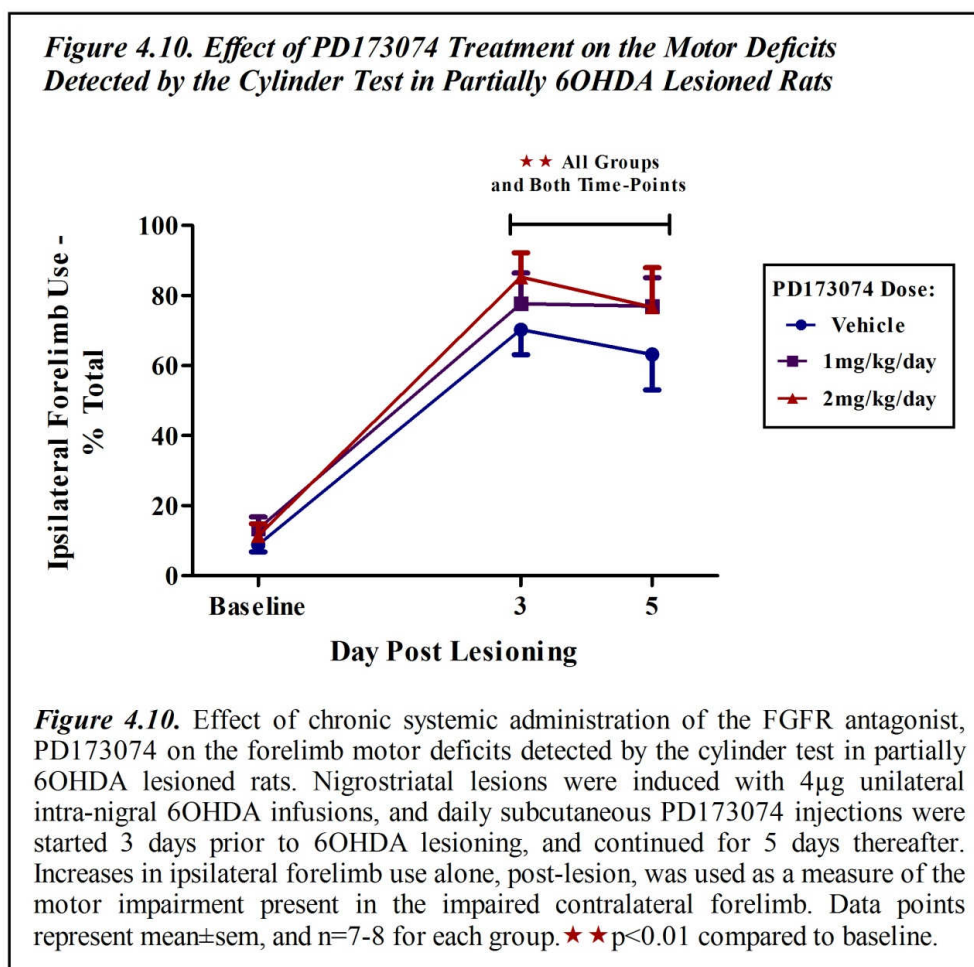 Figure 4.10. Effect of PD173074 Treatment on the Motor Deficits
Detected by the Cylinder Test in Partially 6OHDA Lesioned Rats
★★ All Groups
and Both Time-Points
100
80
60
40
20
0
Ipsilateral Forelimb Use -
% Total
Baseline
3
5
Day Post Lesioning
PD173074 Dose:
Vehicle
1mg/kg/day
2mg/kg/day
Figure 4.10. Effect of chronic systemic administration of the FGFR antagonist,
PD173074 on the forelimb motor deficits detected by the cylinder test in partially
6OHDA lesioned rats. Nigrostriatal lesions were induced with 4µg unilateral
intra-nigral 6OHDA infusions, and daily subcutaneous PD173074 injections were
started 3 days prior to 6OHDA lesioning, and continued for 5 days thereafter.
Increases in ipsilateral forelimb use alone, post-lesion, was used as a measure of the
motor impairment present in the impaired contralateral forelimb. Data points
represent mean±sem, and n=7-8 for each group.★★p<0.01 compared to baseline.